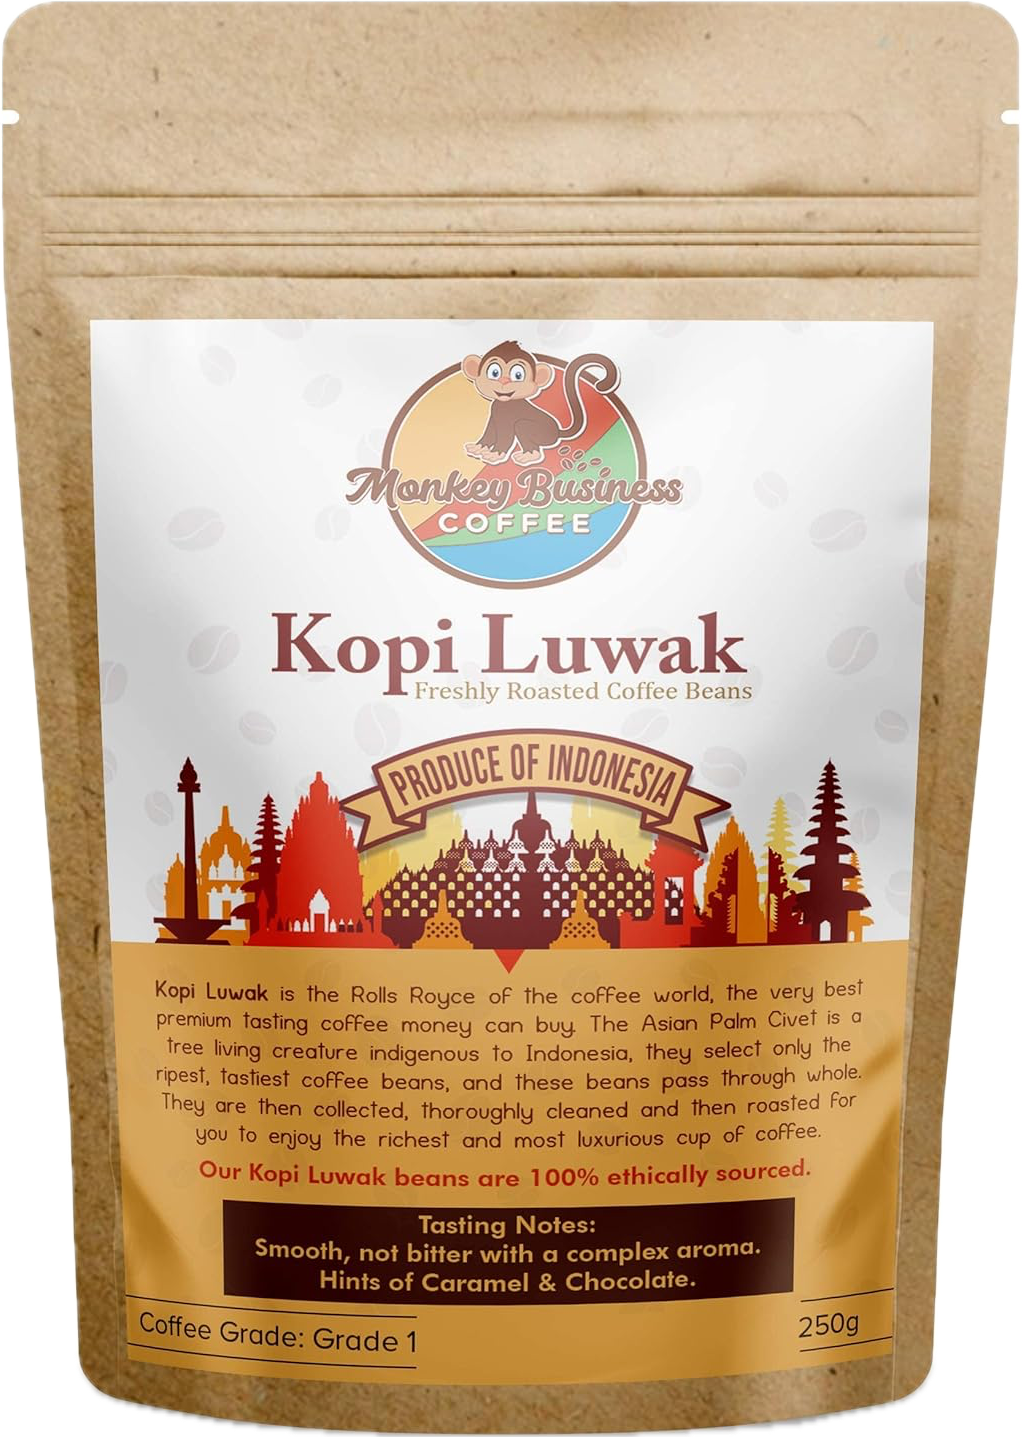 Monkey Business
COFFEE
Kopi Luwak
Freshly Roasted Coffee Beans
PRODUCE OF INDONESIA
Kopi Luwak is the Rolls Royce of the coffee world, the very best
premium tasting coffee money can buy. The Asian Palm Civet is a
tree living creature indigenous to Indonesia, they select only the
ripest, tastiest coffee beans, and these beans pass through whole.
They are then collected, thoroughly cleaned and then roasted for
you to enjoy the richest and most luxurious cup of coffee.
Our Kopi Luwak beans are 100% ethically sourced.
Tasting Notes:
Smooth, not bitter with a complex aroma.
Hints of Caramel & Chocolate.
Coffee Grade: Grade 1
250g